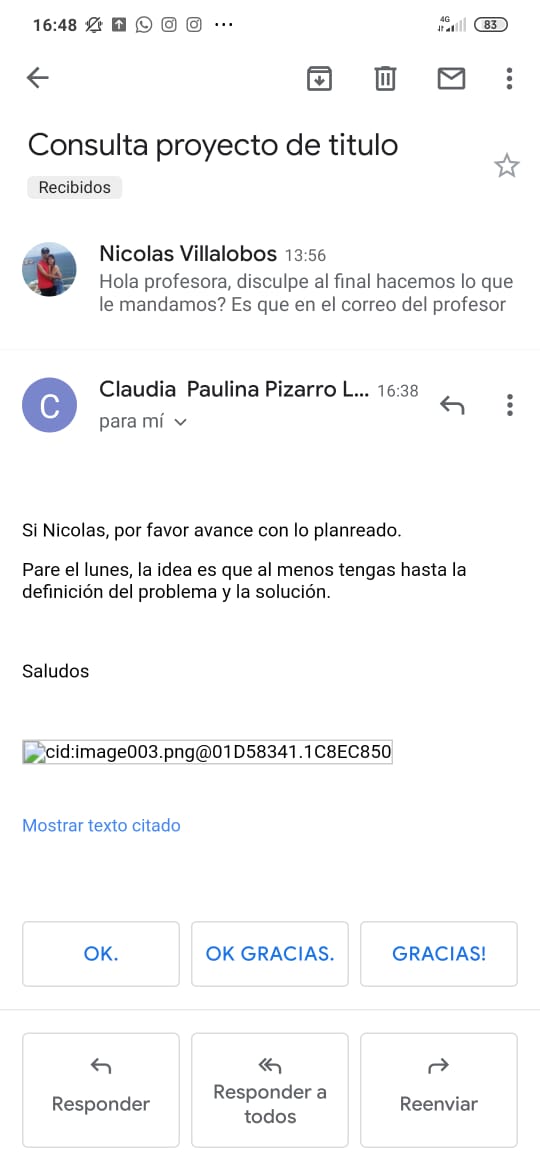 16:48 ... 4G 83
Consulta proyecto de titulo
Recibidos
Nicolas Villalobos 13:56
Hola profesora, disculpe al final hacemos lo que
le mandamos? Es que en el correo del profesor
C
Claudia Paulina Pizarro L... 16:38
para mí
Si Nicolas, por favor avance con lo planreado.
Pare el lunes, la idea es que al menos tengas hasta la
definición del problema y la solución.
Saludos
cid:image003.png@01D58341.1C8EC850
Mostrar texto citado
OK. OK GRACIAS. GRACIAS!
Responder
Responder a
todos
Reenviar